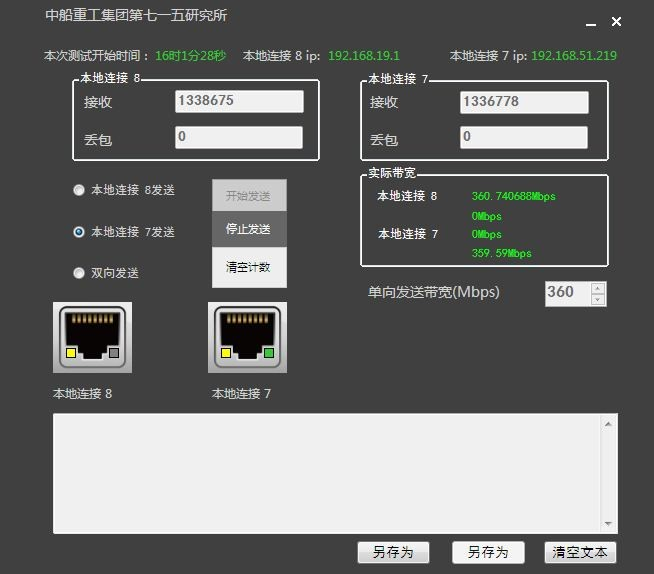 中船重工集团第七一五研究所
本次测试开始时间： 16时1分28秒 本地连接 8 ip: 192.168.19.1 本地连接 7 ip: 192.168.51.219
本地连接 8
接收 1338675
丢包 0
本地连接 7
接收 1336778
丢包 0
本地连接 8发送
本地连接 7发送
双向发送
开始发送
停止发送
清空计数
实际带宽
本地连接 8 360.740688Mbps
0Mbps
本地连接 7 0Mbps
359.59Mbps
单向发送带宽(Mbps) 360
本地连接 8
本地连接 7
另存为 另存为 清空文本